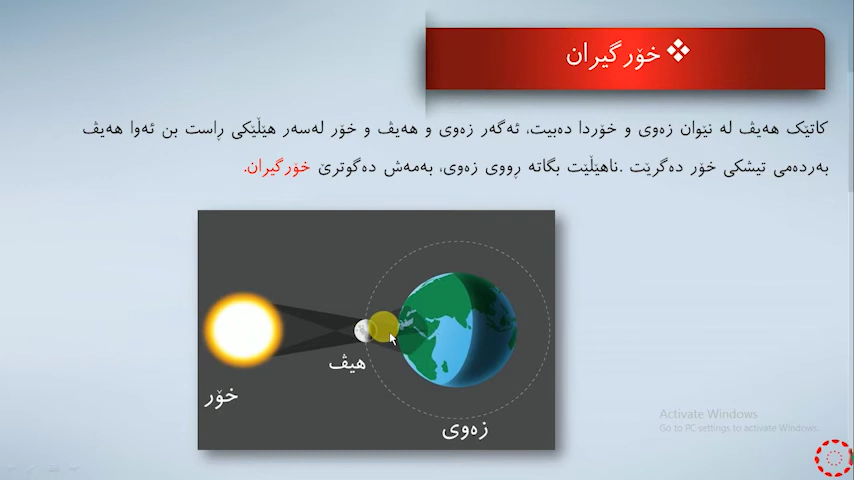 ❖ خۆرگیران
کاتێک هەیڤ لە نێوان زەوی و خۆردا دەبیت، ئەگەر زەوی و هەیڤ و خۆر لەسەر هێڵێکی ڕاست بن ئەوا هەیڤ
بەردەمی تیشکی خۆر دەگرێت .ناهێڵێت بگاتە ڕووی زەوی، بەمەش دەگوترێ خۆرگیران.
هیڤ
خۆر
زەوی
Activate Windows
Go to PC settings to activate Windows.